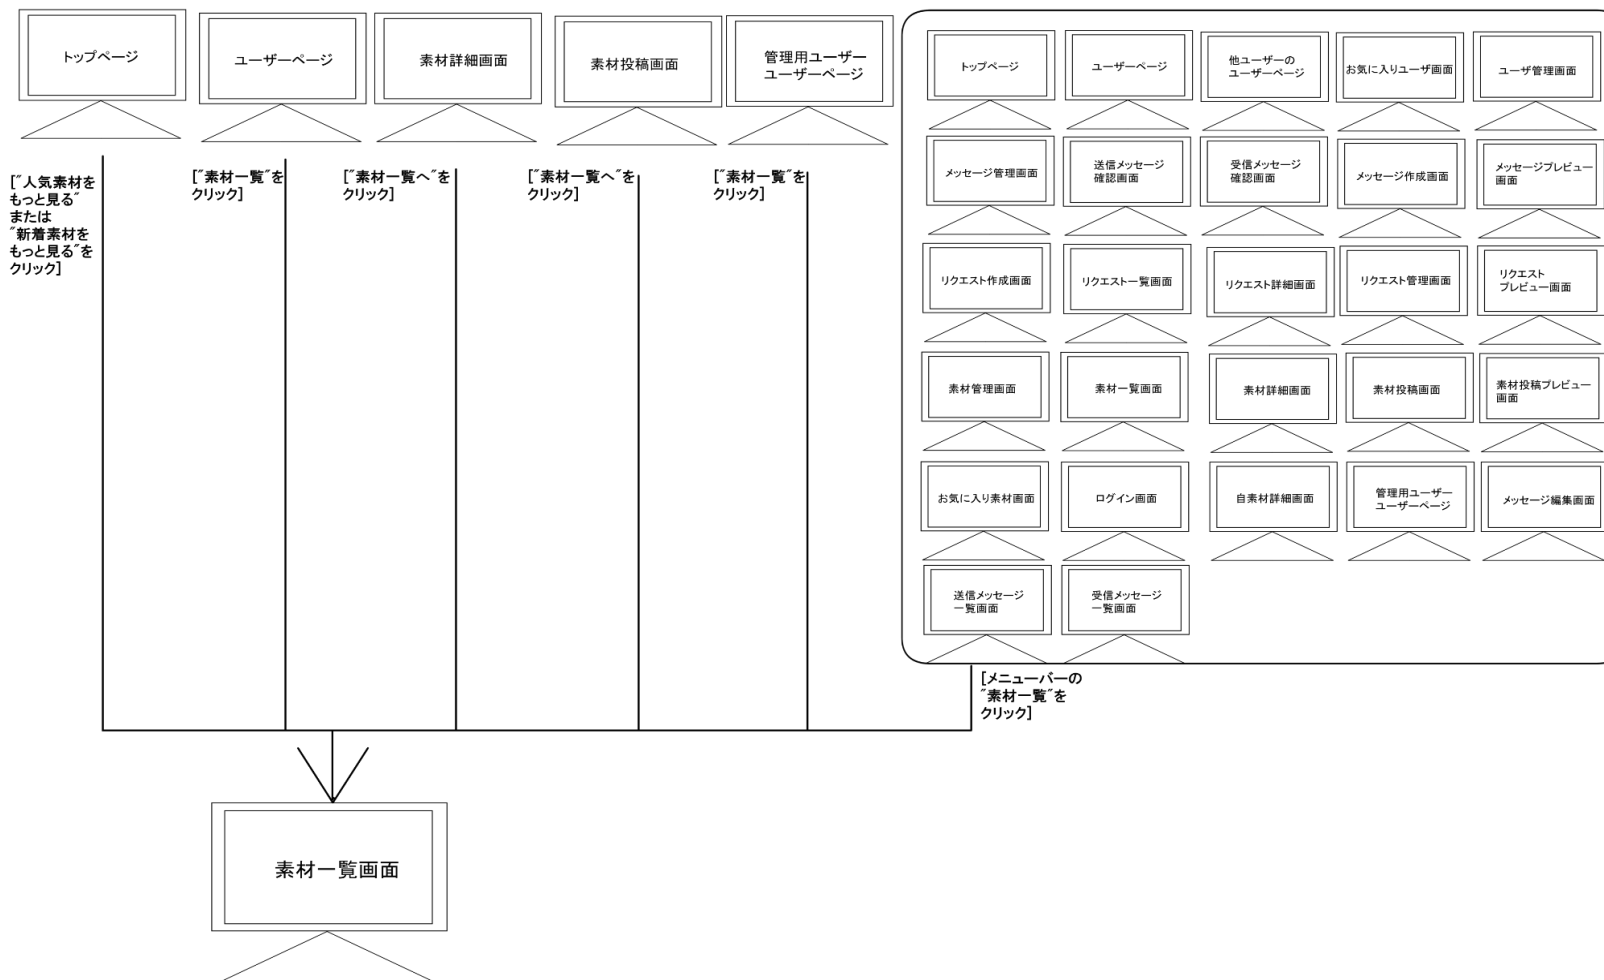 トップページ
ユーザーページ
素材詳細画面
素材投稿画面
管理用ユーザー
ユーザーページ
["人気素材を
もっと見る"
または
"新着素材を
もっと見る"を
クリック]
["素材一覧"を
クリック]
["素材一覧へ"を
クリック]
["素材一覧へ"を
クリック]
["素材一覧"を
クリック]
トップページ
ユーザーページ
他ユーザーの
ユーザーページ
お気に入りユーザ画面
ユーザ管理画面
メッセージ管理画面
送信メッセージ
確認画面
受信メッセージ
確認画面
メッセージ作成画面
メッセージプレビュー
画面
リクエスト作成画面
リクエスト一覧画面
リクエスト詳細画面
リクエスト管理画面
リクエスト
プレビュー画面
素材管理画面
素材一覧画面
素材詳細画面
素材投稿画面
素材投稿プレビュー
画面
お気に入り素材画面
ログイン画面
自素材詳細画面
管理用ユーザー
ユーザーページ
メッセージ編集画面
送信メッセージ
一覧画面
受信メッセージ
一覧画面
[メニューバーの
"素材一覧"を
クリック]
素材一覧画面